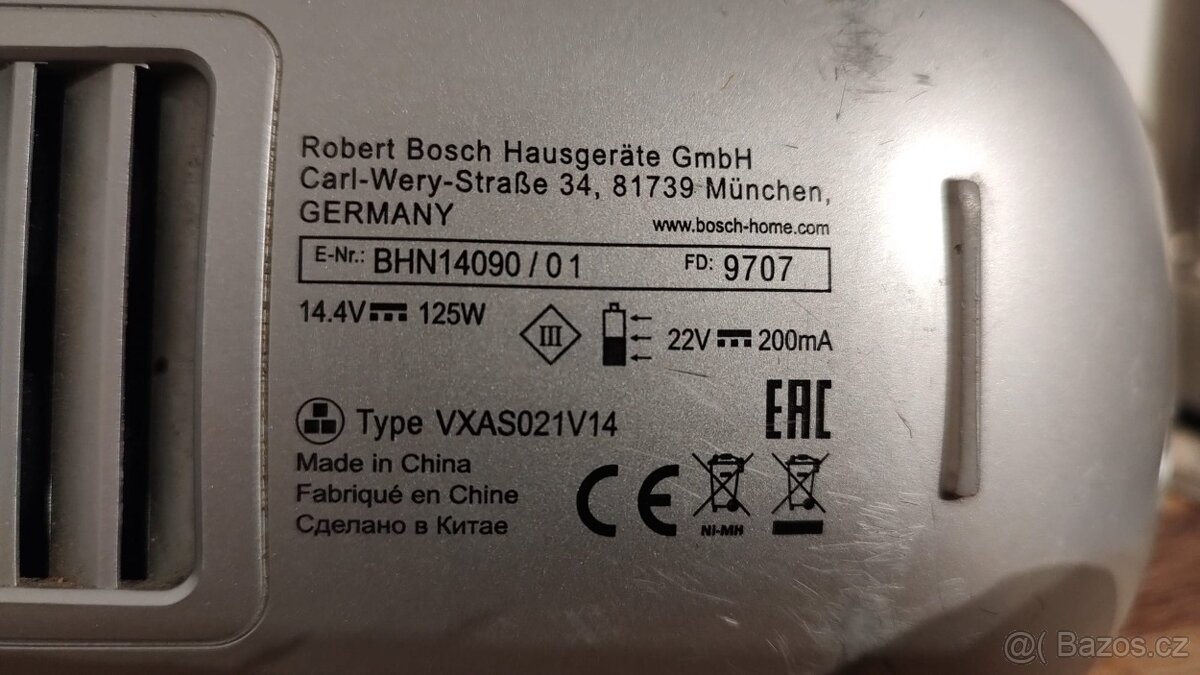 Robert Bosch Hausgeräte GmbH
Carl-Wery-Straße 34, 81739 München,
GERMANY
www.bosch-home.com
E-Nr.: BHN14090 / 01 FD: 9707
14.4V 125W
III
22V 200mA
EAC
Type VXAS021V14
Made in China
Fabriqué en Chine
Сделано в Китае
CE
NI-MH
@( Bazos.cz